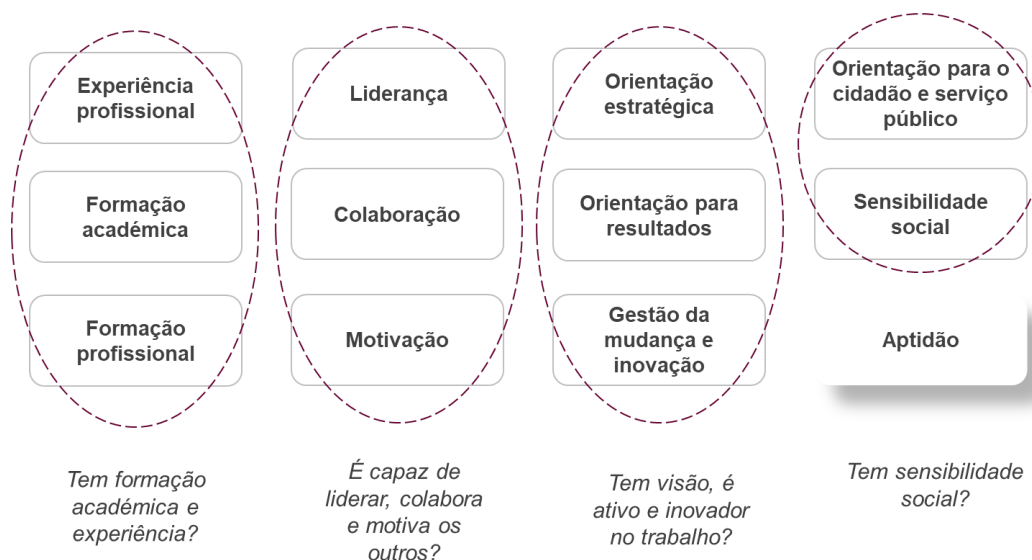 Experiência
profissional
Liderança
Orientação
estratégica
Orientação para o
cidadão e serviço
público
Formação
académica
Colaboração
Orientação para
resultados
Sensibilidade
social
Formação
profissional
Motivação
Gestão da
mudança e
inovação
Aptidão
Tem formação
académica e
experiência?
É capaz de
liderar, colabora
e motiva os
outros?
Tem visão, é
ativo e inovador
no trabalho?
Tem sensibilidade
social?